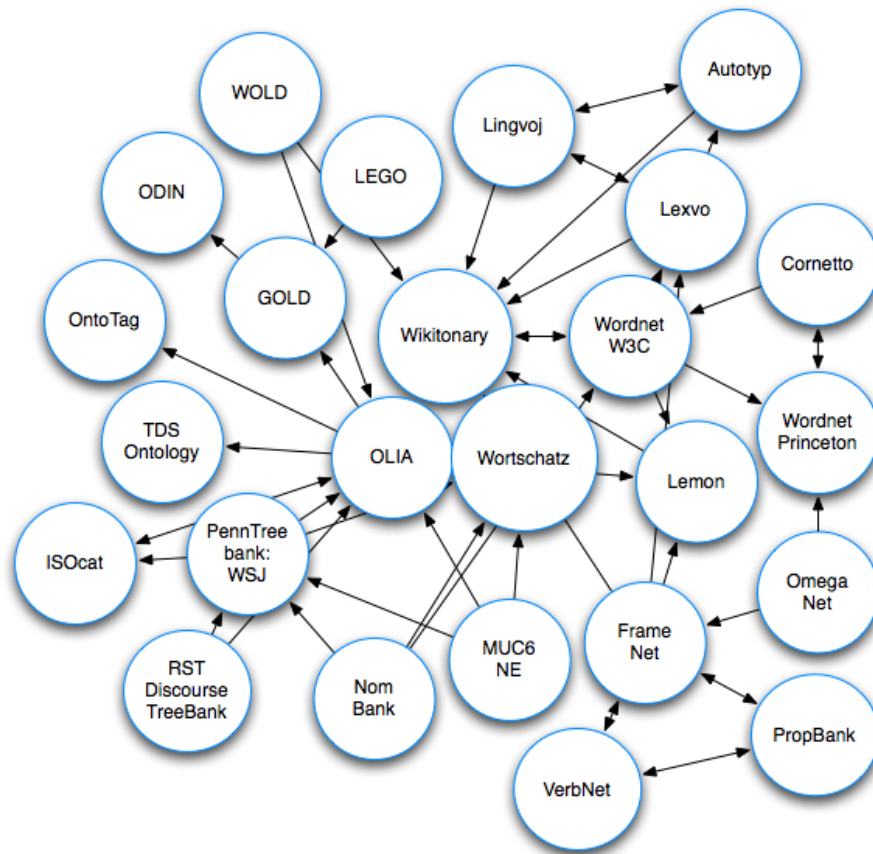 Autotyp
WOLD
Lingvoj
LEGO
ODIN
Lexvo
Cornetto
GOLD
OntoTag
Wikitonary
Wordnet
W3C
Wordnet
Princeton
TDS
Ontology
OLIA
Wortschatz
Lemon
ISOcat
PennTree
bank:
WSJ
Omega
Net
Frame
Net
MUC6
NE
RST
Discourse
TreeBank
Nom
Bank
PropBank
VerbNet